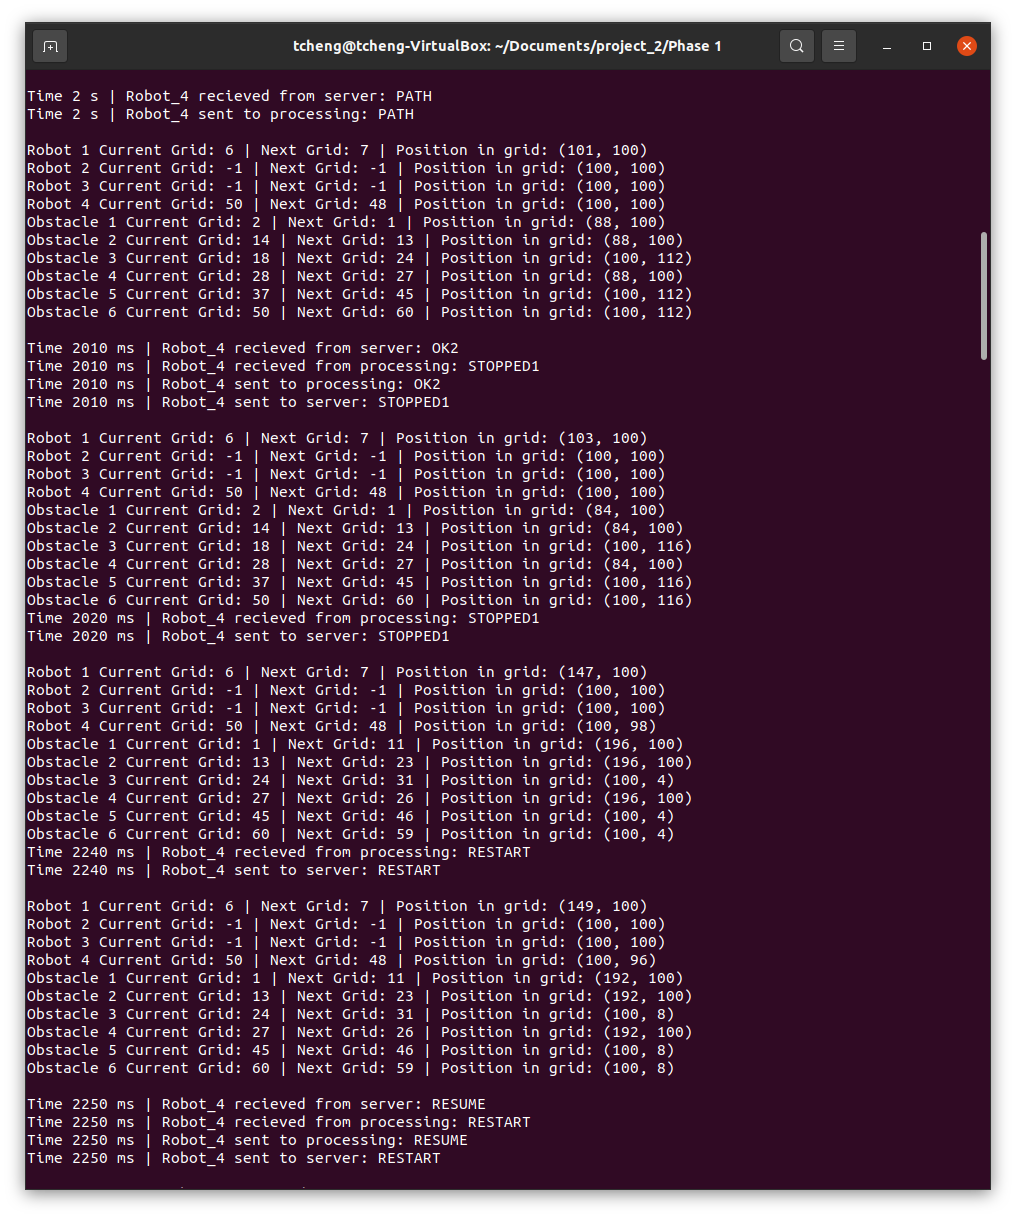 tcheng@tcheng-VirtualBox: ~/Documents/project_2/Phase 1
Time 2 s | Robot_4 recieved from server: PATH
Time 2 s | Robot_4 sent to processing: PATH
Robot 1 Current Grid: 6 | Next Grid: 7 | Position in grid: (101, 100)
Robot 2 Current Grid: -1 | Next Grid: -1 | Position in grid: (100, 100)
Robot 3 Current Grid: -1 | Next Grid: -1 | Position in grid: (100, 100)
Robot 4 Current Grid: 50 | Next Grid: 48 | Position in grid: (100, 100)
Obstacle 1 Current Grid: 2 | Next Grid: 1 | Position in grid: (88, 100)
Obstacle 2 Current Grid: 14 | Next Grid: 13 | Position in grid: (88, 100)
Obstacle 3 Current Grid: 18 | Next Grid: 24 | Position in grid: (100, 112)
Obstacle 4 Current Grid: 28 | Next Grid: 27 | Position in grid: (88, 100)
Obstacle 5 Current Grid: 37 | Next Grid: 45 | Position in grid: (100, 112)
Obstacle 6 Current Grid: 50 | Next Grid: 60 | Position in grid: (100, 112)
Time 2010 ms | Robot_4 recieved from server: OK2
Time 2010 ms | Robot_4 recieved from processing: STOPPED1
Time 2010 ms | Robot_4 sent to processing: OK2
Time 2010 ms | Robot_4 sent to server: STOPPED1
Robot 1 Current Grid: 6 | Next Grid: 7 | Position in grid: (103, 100)
Robot 2 Current Grid: -1 | Next Grid: -1 | Position in grid: (100, 100)
Robot 3 Current Grid: -1 | Next Grid: -1 | Position in grid: (100, 100)
Robot 4 Current Grid: 50 | Next Grid: 48 | Position in grid: (100, 100)
Obstacle 1 Current Grid: 2 | Next Grid: 1 | Position in grid: (84, 100)
Obstacle 2 Current Grid: 14 | Next Grid: 13 | Position in grid: (84, 100)
Obstacle 3 Current Grid: 18 | Next Grid: 24 | Position in grid: (100, 116)
Obstacle 4 Current Grid: 28 | Next Grid: 27 | Position in grid: (84, 100)
Obstacle 5 Current Grid: 37 | Next Grid: 45 | Position in grid: (100, 116)
Obstacle 6 Current Grid: 50 | Next Grid: 60 | Position in grid: (100, 116)
Time 2020 ms | Robot_4 recieved from processing: STOPPED1
Time 2020 ms | Robot_4 sent to server: STOPPED1
Robot 1 Current Grid: 6 | Next Grid: 7 | Position in grid: (147, 100)
Robot 2 Current Grid: -1 | Next Grid: -1 | Position in grid: (100, 100)
Robot 3 Current Grid: -1 | Next Grid: -1 | Position in grid: (100, 100)
Robot 4 Current Grid: 50 | Next Grid: 48 | Position in grid: (100, 98)
Obstacle 1 Current Grid: 1 | Next Grid: 11 | Position in grid: (196, 100)
Obstacle 2 Current Grid: 13 | Next Grid: 23 | Position in grid: (196, 100)
Obstacle 3 Current Grid: 24 | Next Grid: 31 | Position in grid: (100, 4)
Obstacle 4 Current Grid: 27 | Next Grid: 26 | Position in grid: (196, 100)
Obstacle 5 Current Grid: 45 | Next Grid: 46 | Position in grid: (100, 4)
Obstacle 6 Current Grid: 60 | Next Grid: 59 | Position in grid: (100, 4)
Time 2240 ms | Robot_4 recieved from processing: RESTART
Time 2240 ms | Robot_4 sent to server: RESTART
Robot 1 Current Grid: 6 | Next Grid: 7 | Position in grid: (149, 100)
Robot 2 Current Grid: -1 | Next Grid: -1 | Position in grid: (100, 100)
Robot 3 Current Grid: -1 | Next Grid: -1 | Position in grid: (100, 100)
Robot 4 Current Grid: 50 | Next Grid: 48 | Position in grid: (100, 96)
Obstacle 1 Current Grid: 1 | Next Grid: 11 | Position in grid: (192, 100)
Obstacle 2 Current Grid: 13 | Next Grid: 23 | Position in grid: (192, 100)
Obstacle 3 Current Grid: 24 | Next Grid: 31 | Position in grid: (100, 8)
Obstacle 4 Current Grid: 27 | Next Grid: 26 | Position in grid: (192, 100)
Obstacle 5 Current Grid: 45 | Next Grid: 46 | Position in grid: (100, 8)
Obstacle 6 Current Grid: 60 | Next Grid: 59 | Position in grid: (100, 8)
Time 2250 ms | Robot_4 recieved from server: RESUME
Time 2250 ms | Robot_4 recieved from processing: RESTART
Time 2250 ms | Robot_4 sent to processing: RESUME
Time 2250 ms | Robot_4 sent to server: RESTART